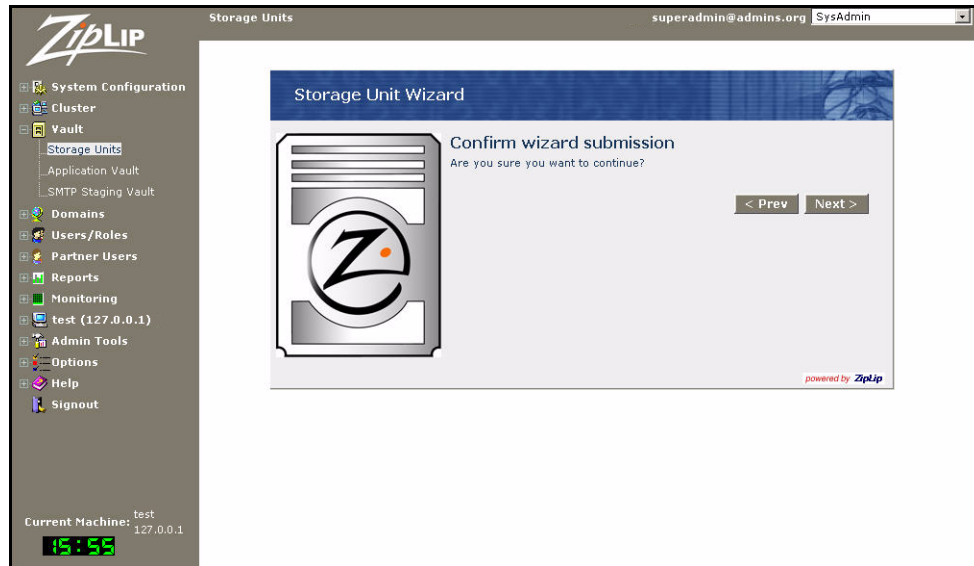 Storage Units
superadmin@admins.org
SysAdmin
ZipLip
System Configuration
Cluster
Vault
Storage Units
Application Vault
SMTP Staging Vault
Domains
Users/Roles
Partner Users
Reports
Monitoring
test (127.0.0.1)
Admin Tools
Options
Help
Signout
Current Machine: test
127.0.0.1
15:55
Storage Unit Wizard
Confirm wizard submission
Are you sure you want to continue?
< Prev
Next >
Z
powered by ZipLip